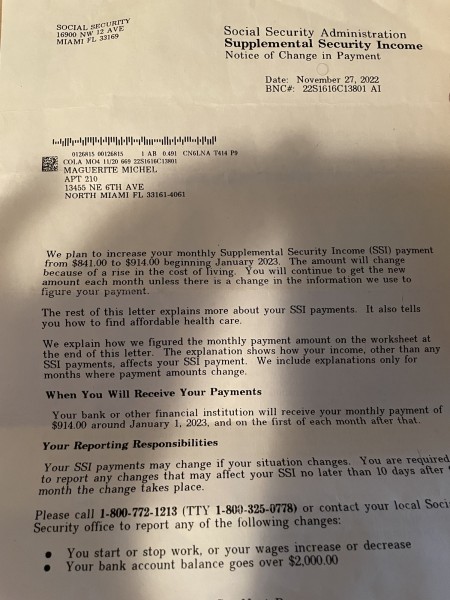 SOCIAL SECURITY
16900 NW 12 AVE
MIAMI FL 33169
Social Security Administration
Supplemental Security Income
Notice of Change in Payment
Date: November 27, 2022
BNC#: 22S1616C13801 AI
0126815 00126815 1 AB 0.491 CN6LNA T414 P9
COLA MO4 11/20 669 22S1616C13801
MAGUERITE MICHEL
APT 210
13455 NE 6TH AVE
NORTH MIAMI FL 33161-4061
We plan to increase your monthly Supplemental Security Income (SSI) payment
from $841.00 to $914.00 beginning January 2023. The amount will change
because of a rise in the cost of living. You will continue to get the new
amount each month unless there is a change in the information we use to
figure your payment.
The rest of this letter explains more about your SSI payments. It also tells
you how to find affordable health care.
We explain how we figured the monthly payment amount on the worksheet at
the end of this letter. The explanation shows how your income, other than any
SSI payments, affects your SSI payment. We include explanations only for
months where payment amounts change.
When You Will Receive Your Payments
Your bank or other financial institution will receive your monthly payment of
$914.00 around January 1, 2023, and on the first of each month after that.
Your Reporting Responsibilities
Your SSI payments may change if your situation changes. You are required
to report any changes that may affect your SSI no later than 10 days after
month the change takes place.
Please call 1-800-772-1213 (TTY 1-800-325-0778) or contact your local Soci
Security office to report any of the following changes:
• You start or stop work, or your wages increase or decrease
• Your bank account balance goes over $2,000.00